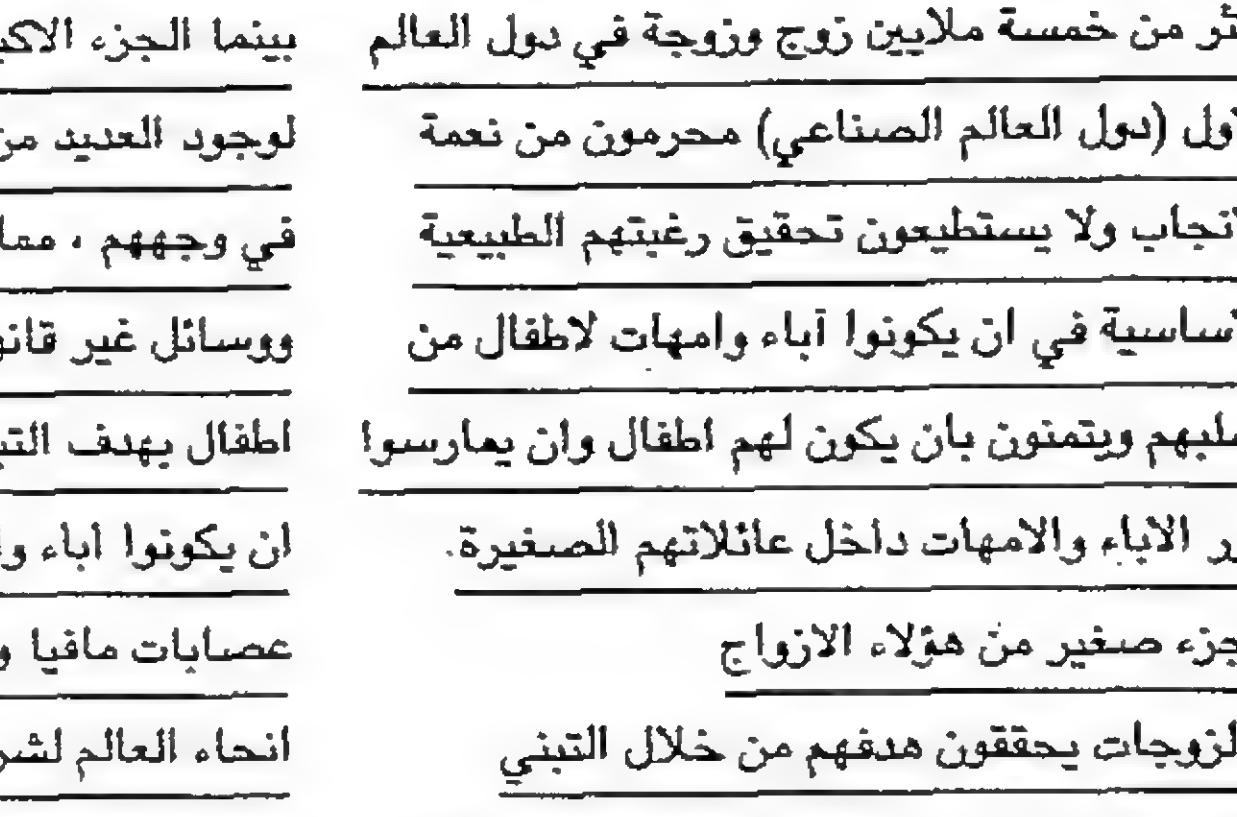 من خمسة ملايين زوج وزوجة في دول العالم
(دول العالم الصناعي) محرمون من نعمة
ولا يستطيعون تحقيق رغبتهم الطبيعية
في ان يكونوا آباء وامهات لاطفال من
ويتمنون بان يكون لهم اطفال وان يمارسوا
الاباء والامهات داخل عائلاتهم الصغيرة.
جزء صغير من هؤلاء الازواج
يحققون هدفهم من خلال التبني
بينما الجزء
لوجود العديد من
في وجههم ، مما
ووسائل غير
اطفال بهدف
ان يكونوا اباء
عصابات مافيا و
انحاء العالم